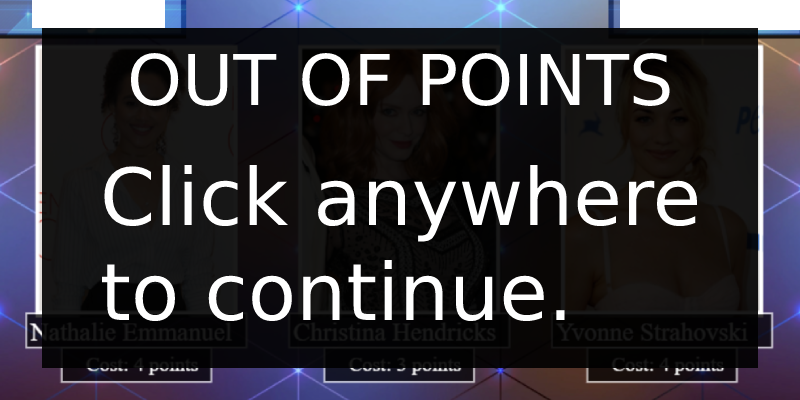 OUT OF POINTS
Click anywhere
to continue.
Nathalie Emmanuel
Christina Hendricks
Yvonne Strahovski
Cost: 4 points
Cost: 3 points
Cost: 4 points